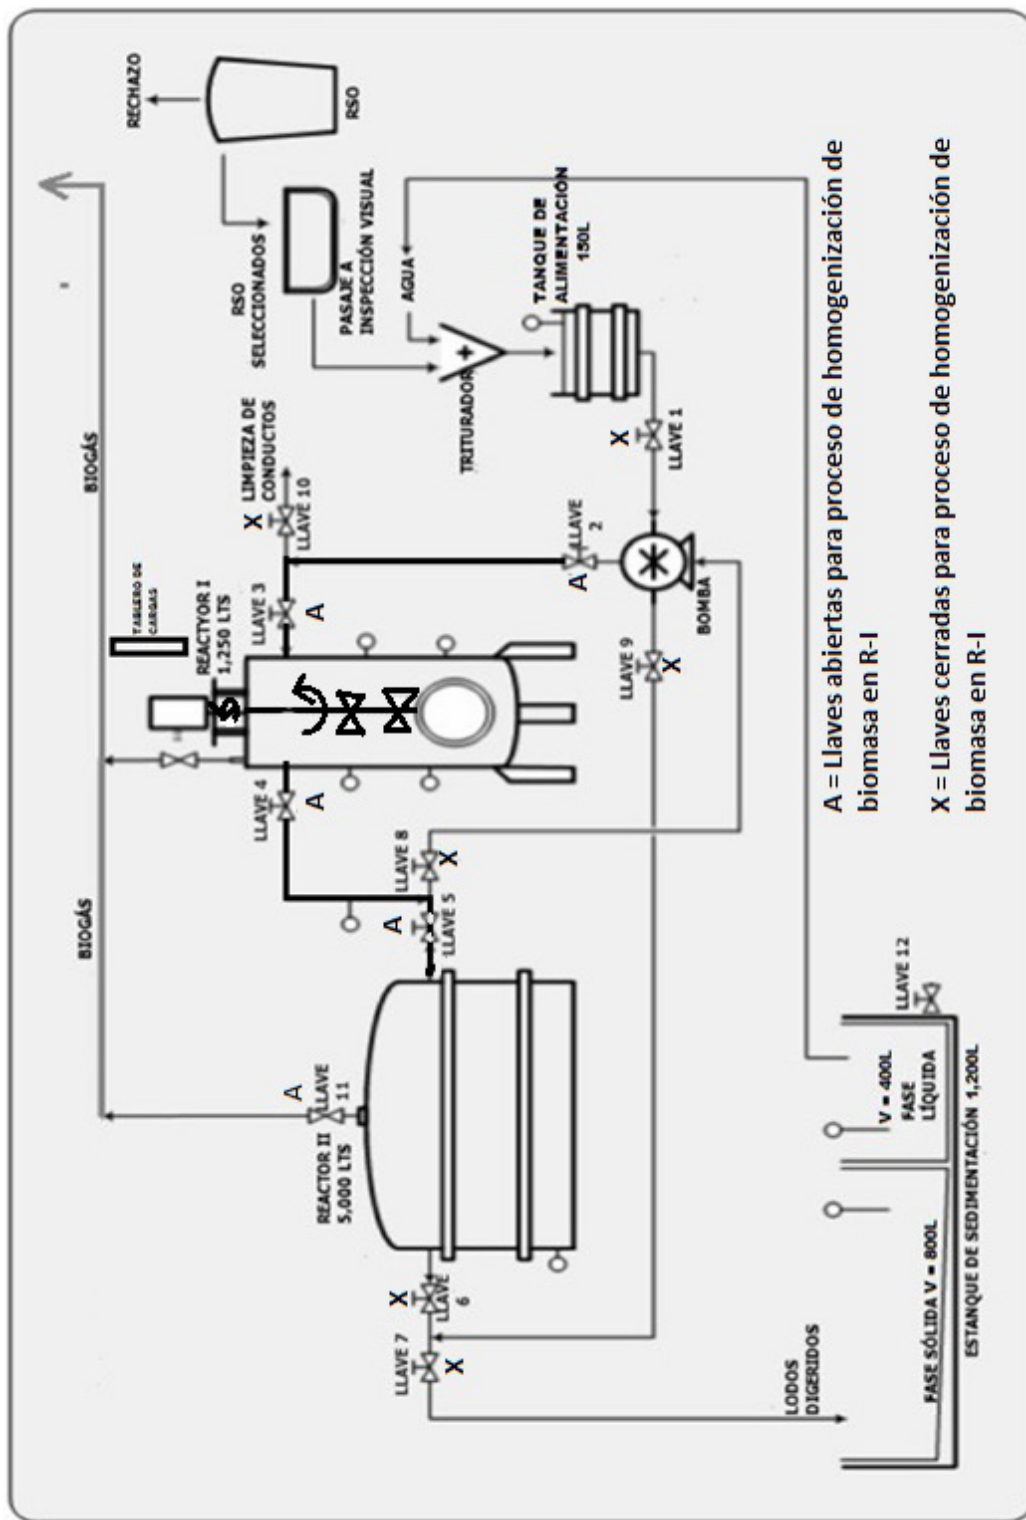 BIOGÁS
BIOGÁS
RECHAZO
RSO
RSO
SELECCIONADOS
PASAJE A
INSPECCIÓN VISUAL
AGUA
TRITURADOR
TANQUE DE
ALIMENTACIÓN
150L
X
LLAVE 1
X
LIMPIEZA DE
CONDUCTOS
LLAVE 10
LLAVE
2
A
BOMBA
TABLERO DE
CARGAS
REACTYOR I
1,250 LTS
LLAVE 3
A
LLAVE 9
X
LLAVE 4
A
LLAVE 8
X
A
LLAVE 5
A
LLAVE
11
REACTOR II
5,000 LTS
X
LLAVE
6
LLAVE 7
X
LODOS
DIGERIDOS
LLAVE 12
V = 400L
FASE
LÍQUIDA
FASE SÓLIDA V = 800L
ESTANQUE DE SEDIMENTACIÓN 1,200L
A = Llaves abiertas para proceso de homogenización de
biomasa en R-I
X = Llaves cerradas para proceso de homogenización de
biomasa en R-I